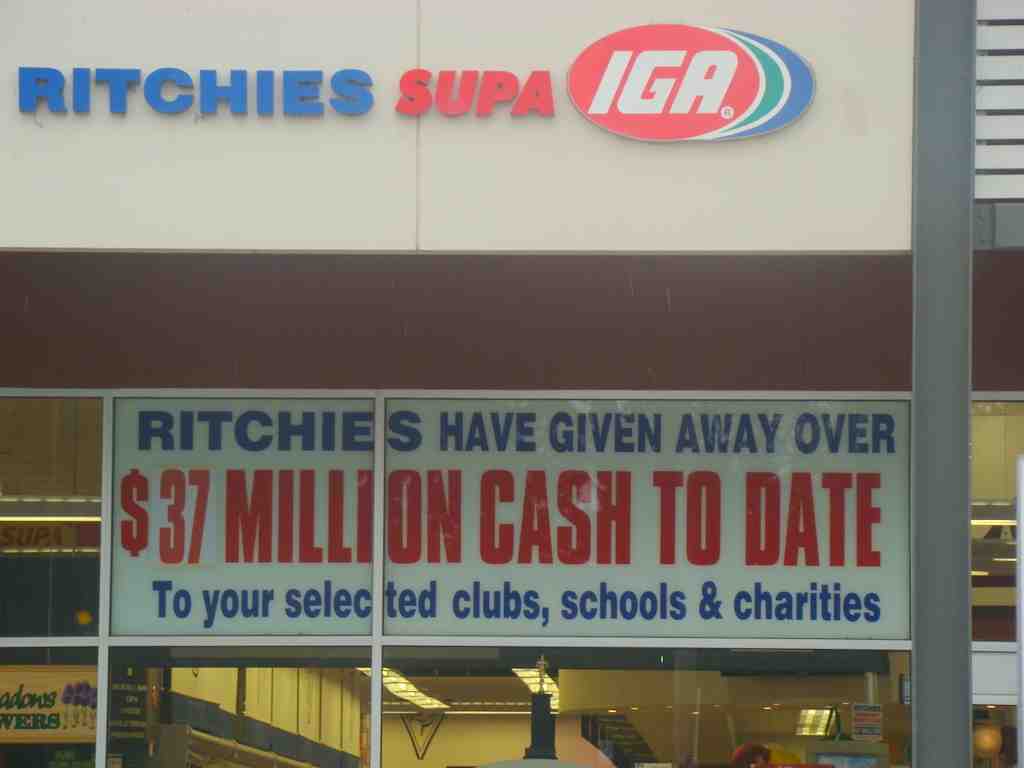 RITCHIES SUPA IGA®
RITCHIES HAVE GIVEN AWAY OVER
$37 MILLION CASH TO DATE
To your selected clubs, schools & charities
SUPA